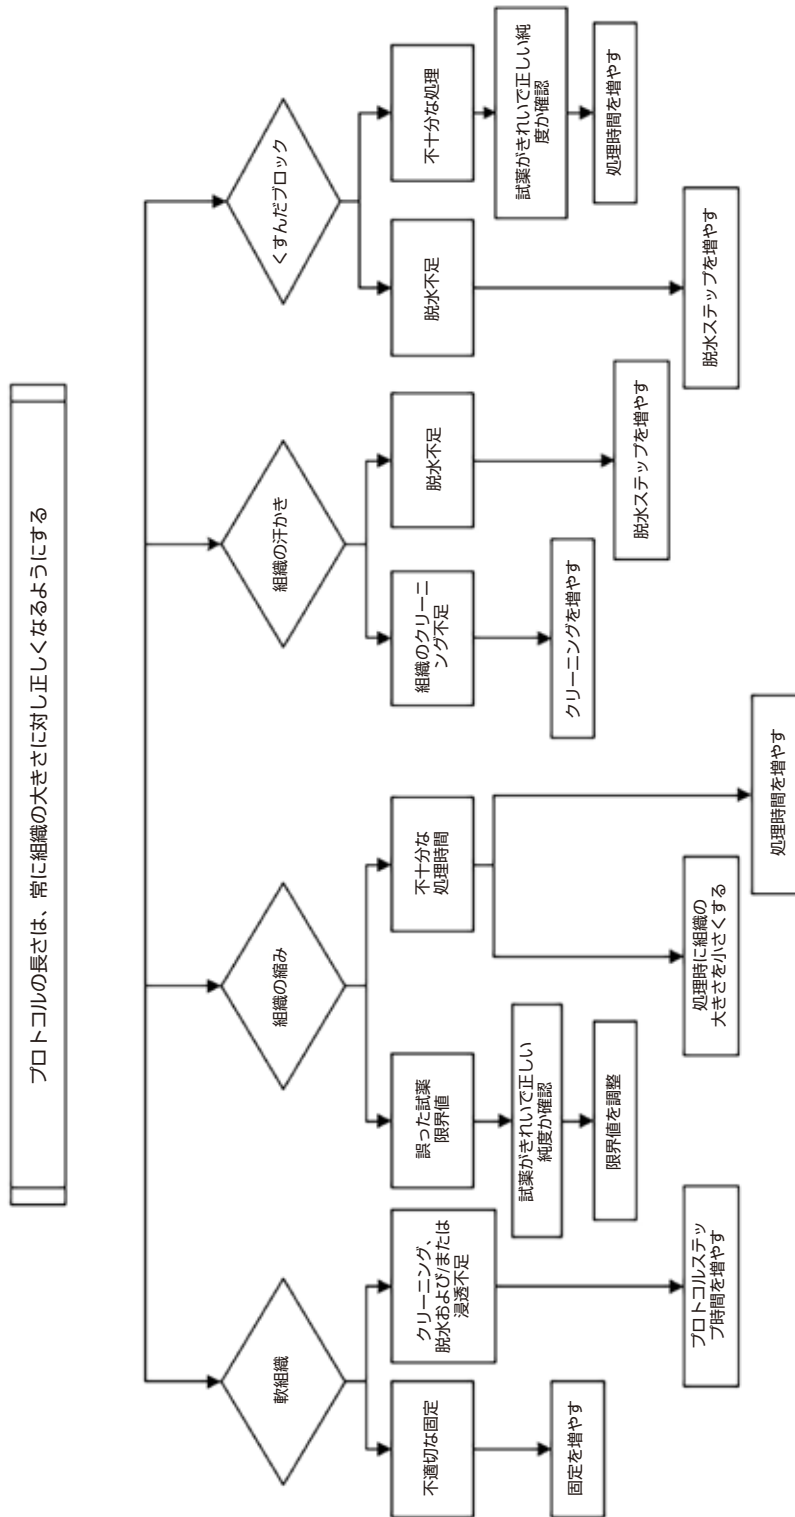 プロトコルの長さは、常に組織の大きさに対し正しくなるようにする
軟組織
組織の縮み
組織の汗かき
くすんだブロック
不適切な固定
クリーニング、
脱水および/または
浸透不足
誤った試薬
限界値
不十分な
処理時間
組織のクリーニ
ング不足
脱水不足
脱水不足
不十分な処理
固定を増やす
プロトコルステッ
プ時間を増やす
試薬がきれいで正しい
純度か確認
限界値を調整
処理時に組織の
大きさを小さくする
処理時間を増やす
クリーニングを増やす
脱水ステップを増やす
脱水ステップを増やす
試薬がきれいで正しい純
度か確認
処理時間を増やす